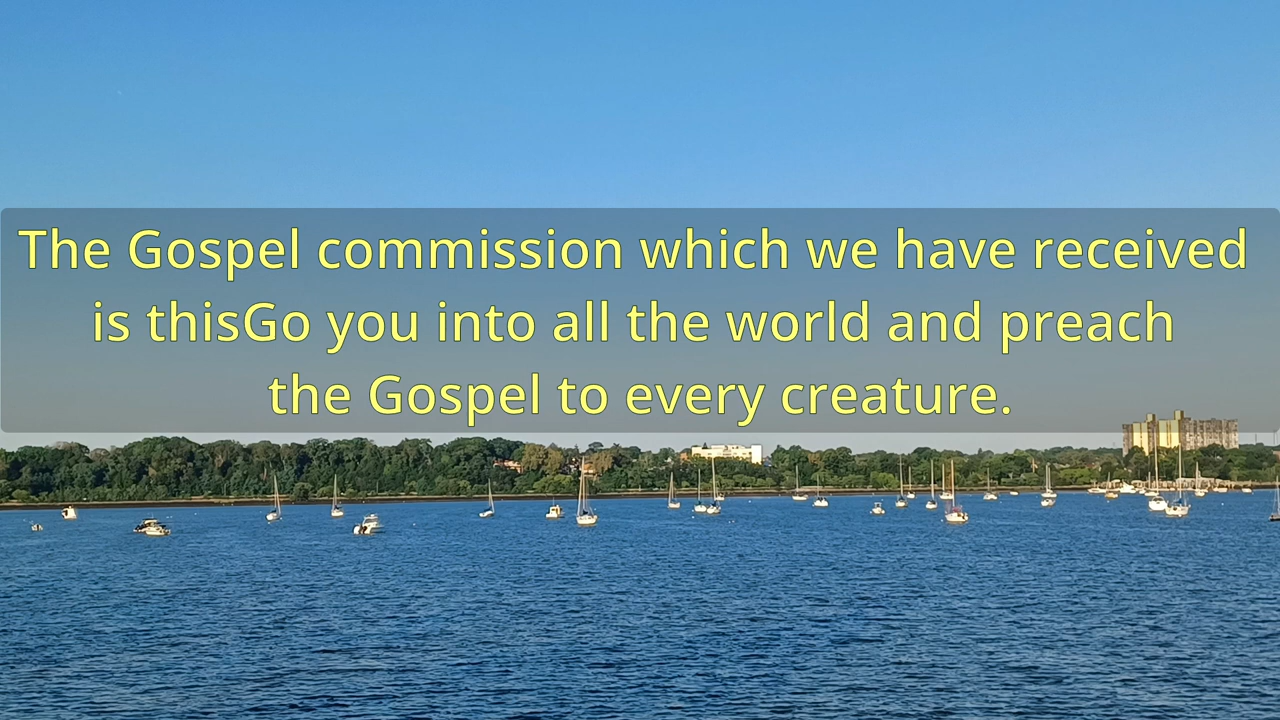 The Gospel commission which we have received
is thisGo you into all the world and preach
the Gospel to every creature.